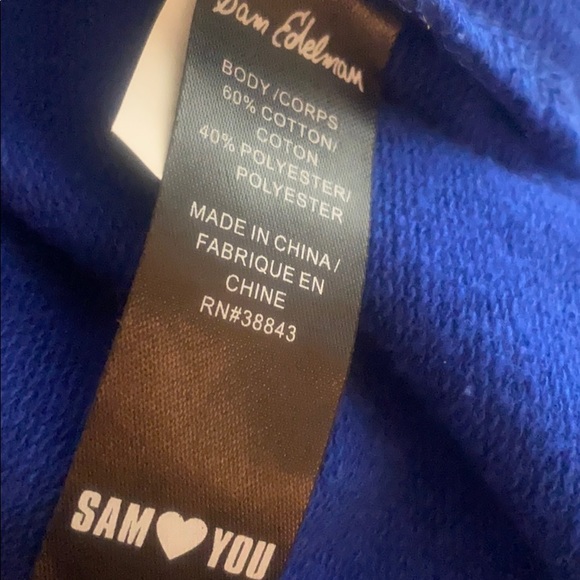 Sam Edelman
BODY/CORPS
60% COTTON/
COTON
40% POLYESTER/
POLYESTER
MADE IN CHINA/
FABRIQUE EN
CHINE
RN#38843
SAM♥YOU